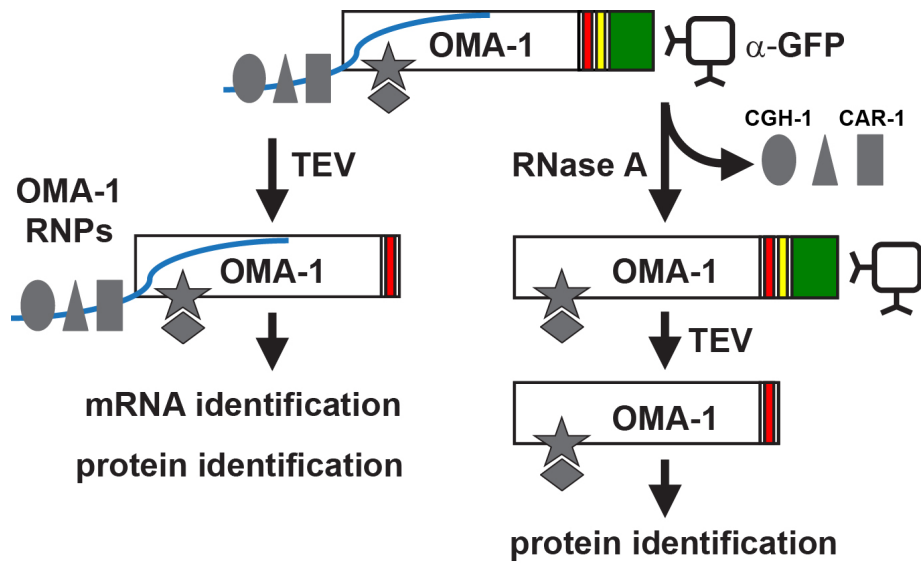 OMA-1
α-GFP
TEV
RNase A
CGH-1
CAR-1
OMA-1
RNPs
OMA-1
OMA-1
TEV
mRNA identification
protein identification
OMA-1
protein identification